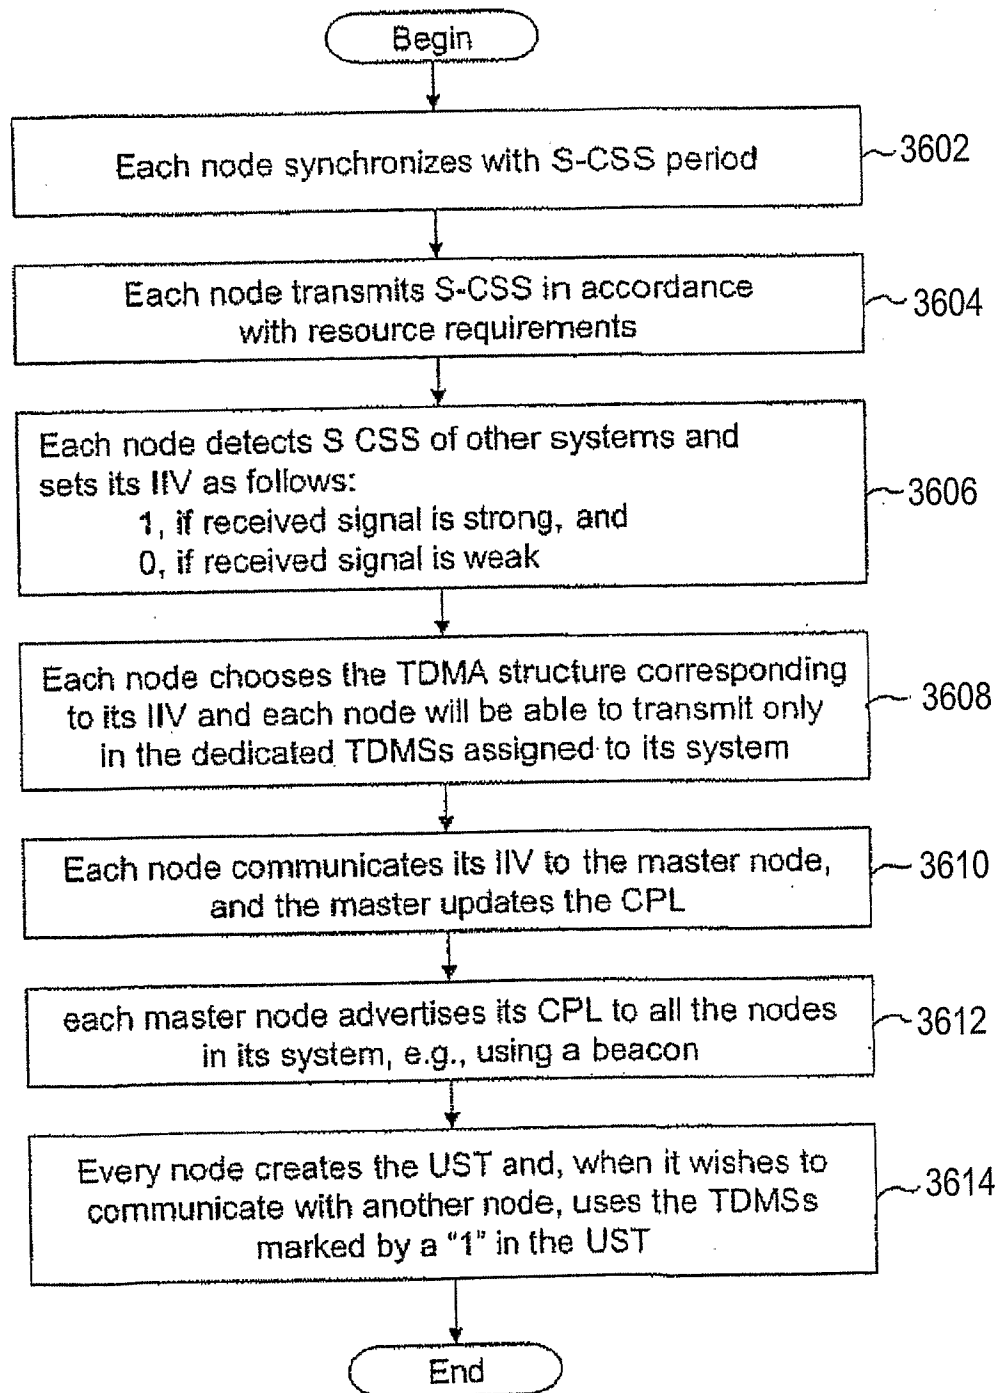 Begin
Each node synchronizes with S-CSS period
3602
Each node transmits S-CSS in accordance
with resource requirements
3604
Each node detects S CSS of other systems and
sets its IIV as follows:
1, if received signal is strong, and
0, if received signal is weak
3606
Each node chooses the TDMA structure corresponding
to its IIV and each node will be able to transmit only
in the dedicated TDMSs assigned to its system
3608
Each node communicates its IIV to the master node,
and the master updates the CPL
3610
each master node advertises its CPL to all the nodes
in its system, e.g., using a beacon
3612
Every node creates the UST and, when it wishes to
communicate with another node, uses the TDMSs
marked by a "1" in the UST
3614
End